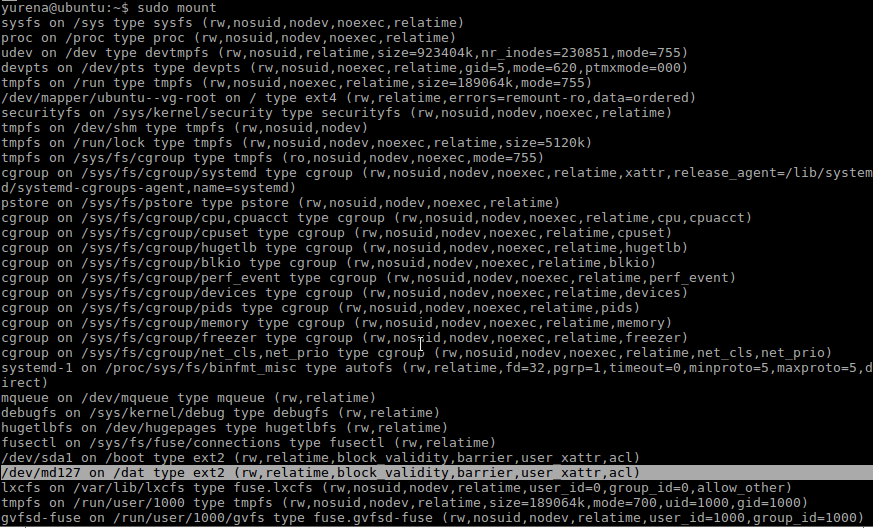 yurena@ubuntu:~$ sudo mount
sysfs on /sys type sysfs (rw,nosuid,nodev,noexec,relatime)
proc on /proc type proc (rw,nosuid,nodev,noexec,relatime)
udev on /dev type devtmpfs (rw,nosuid,relatime,size=923404k,nr_inodes=230851,mode=755)
devpts on /dev/pts type devpts (rw,nosuid,noexec,relatime,gid=5,mode=620,ptmxmode=000)
tmpfs on /run type tmpfs (rw,nosuid,noexec,relatime,size=189064k,mode=755)
/dev/mapper/ubuntu--vg-root on / type ext4 (rw,relatime,errors=remount-ro,data=ordered)
securityfs on /sys/kernel/security type securityfs (rw,nosuid,nodev,noexec,relatime)
tmpfs on /dev/shm type tmpfs (rw,nosuid,nodev)
tmpfs on /run/lock type tmpfs (rw,nosuid,nodev,noexec,relatime,size=5120k)
tmpfs on /sys/fs/cgroup type tmpfs (ro,nosuid,nodev,noexec,mode=755)
cgroup on /sys/fs/cgroup/systemd type cgroup (rw,nosuid,nodev,noexec,relatime,xattr,release_agent=/lib/system
d/systemd-cgroups-agent,name=systemd)
pstore on /sys/fs/pstore type pstore (rw,nosuid,nodev,noexec,relatime)
cgroup on /sys/fs/cgroup/cpu,cpuacct type cgroup (rw,nosuid,nodev,noexec,relatime,cpu,cpuacct)
cgroup on /sys/fs/cgroup/cpuset type cgroup (rw,nosuid,nodev,noexec,relatime,cpuset)
cgroup on /sys/fs/cgroup/hugetlb type cgroup (rw,nosuid,nodev,noexec,relatime,hugetlb)
cgroup on /sys/fs/cgroup/blkio type cgroup (rw,nosuid,nodev,noexec,relatime,blkio)
cgroup on /sys/fs/cgroup/perf_event type cgroup (rw,nosuid,nodev,noexec,relatime,perf_event)
cgroup on /sys/fs/cgroup/devices type cgroup (rw,nosuid,nodev,noexec,relatime,devices)
cgroup on /sys/fs/cgroup/pids type cgroup (rw,nosuid,nodev,noexec,relatime,pids)
cgroup on /sys/fs/cgroup/memory type cgroup (rw,nosuid,nodev,noexec,relatime,memory)
cgroup on /sys/fs/cgroup/freezer type cgroup (rw,nosuid,nodev,noexec,relatime,freezer)
cgroup on /sys/fs/cgroup/net_cls,net_prio type cgroup (rw,nosuid,nodev,noexec,relatime,net_cls,net_prio)
systemd-1 on /proc/sys/fs/binfmt_misc type autofs (rw,relatime,fd=32,pgrp=1,timeout=0,minproto=5,maxproto=5,d
irect)
mqueue on /dev/mqueue type mqueue (rw,relatime)
debugfs on /sys/kernel/debug type debugfs (rw,relatime)
hugetlbfs on /dev/hugepages type hugetlbfs (rw,relatime)
fusectl on /sys/fs/fuse/connections type fusectl (rw,relatime)
/dev/sda1 on /boot type ext2 (rw,relatime,block_validity,barrier,user_xattr,acl)
/dev/md127 on /dat type ext2 (rw,relatime,block_validity,barrier,user_xattr,acl)
lxcfs on /var/lib/lxcfs type fuse.lxcfs (rw,nosuid,nodev,relatime,user_id=0,group_id=0,allow_other)
tmpfs on /run/user/1000 type tmpfs (rw,nosuid,nodev,relatime,size=189064k,mode=700,uid=1000,gid=1000)
gvfsd-fuse on /run/user/1000/gvfs type fuse.gvfsd-fuse (rw,nosuid,nodev,relatime,user_id=1000,group_id=1000)